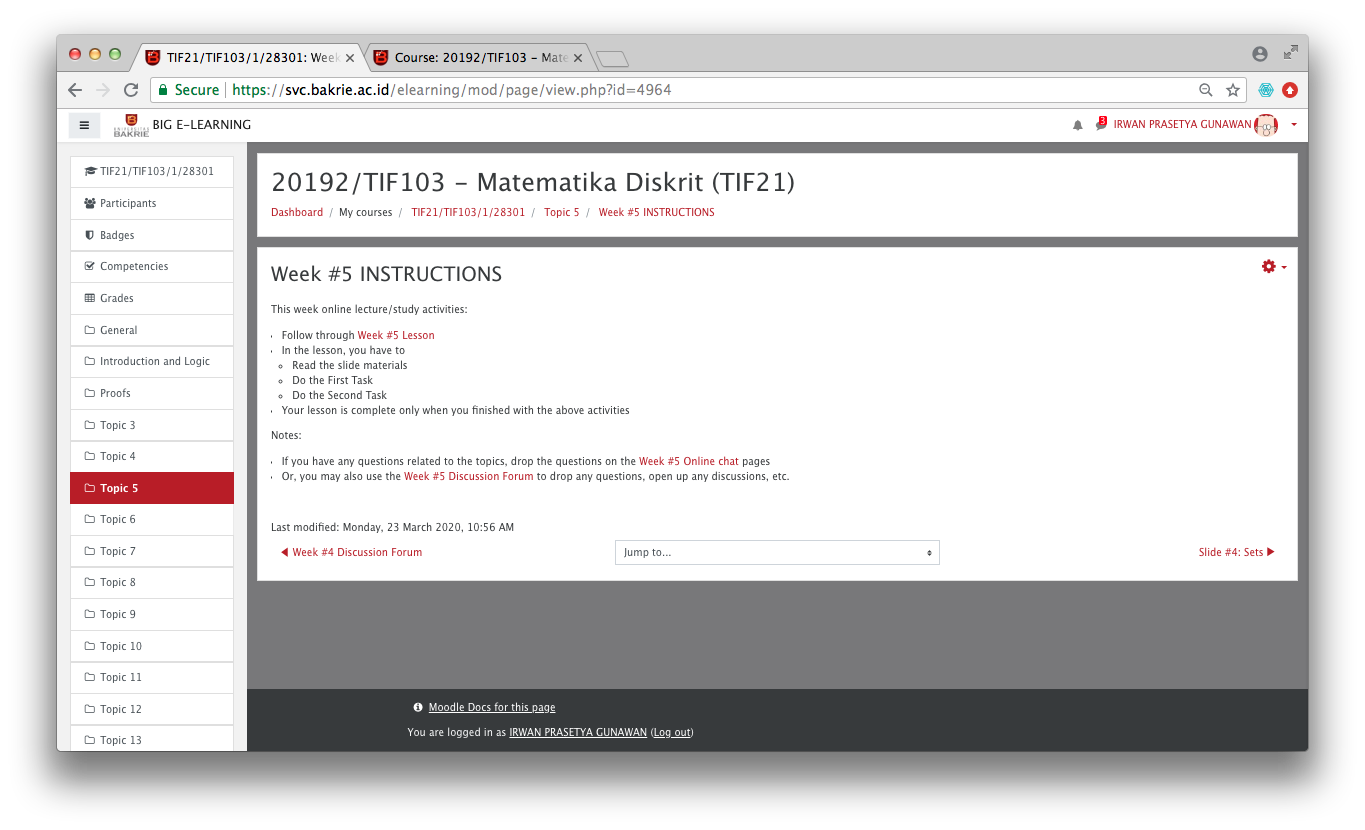 TIF21/TIF103/1/28301: Week
Course: 20192/TIF103 – Mate
Secure
https://svc.bakrie.ac.id/elearning/mod/page/view.php?id=4964
UNIVERSITAS
BAKRIE
BIG E-LEARNING
3
IRWAN PRASETYA GUNAWAN
TIF21/TIF103/1/28301
Participants
Badges
Competencies
Grades
General
Introduction and Logic
Proofs
Topic 3
Topic 4
Topic 5
Topic 6
Topic 7
Topic 8
Topic 9
Topic 10
Topic 11
Topic 12
Topic 13
20192/TIF103 – Matematika Diskrit (TIF21)
Dashboard / My courses / TIF21/TIF103/1/28301 / Topic 5 / Week #5 INSTRUCTIONS
Week #5 INSTRUCTIONS
This week online lecture/study activities:
Follow through Week #5 Lesson
In the lesson, you have to
Read the slide materials
Do the First Task
Do the Second Task
Your lesson is complete only when you finished with the above activities
Notes:
If you have any questions related to the topics, drop the questions on the Week #5 Online chat pages
Or, you may also use the Week #5 Discussion Forum to drop any questions, open up any discussions, etc.
Last modified: Monday, 23 March 2020, 10:56 AM
◀ Week #4 Discussion Forum
Jump to...
Slide #4: Sets ▶
Moodle Docs for this page
You are logged in as IRWAN PRASETYA GUNAWAN (Log out)